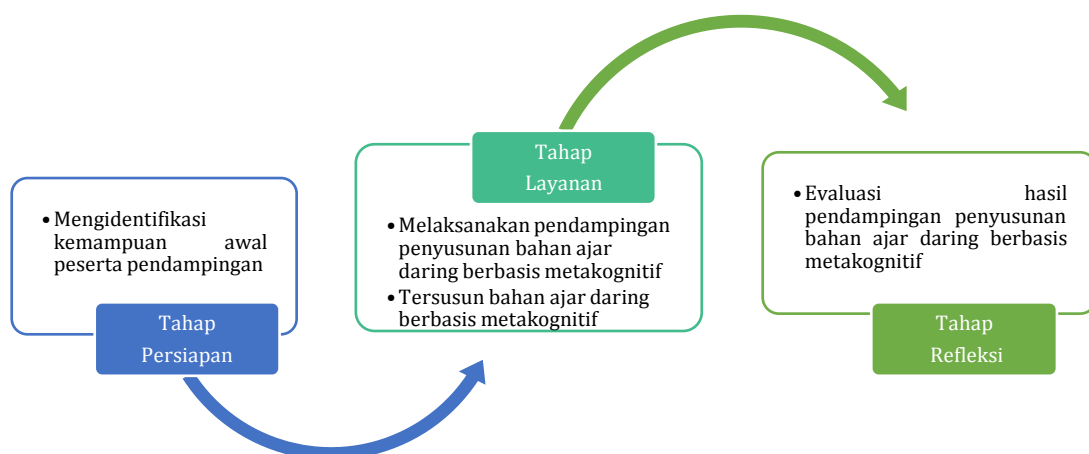 • Mengidentifikasi
kemampuan awal
peserta pendampingan
Tahap
Persiapan
Tahap
Layanan
• Melaksanakan pendampingan
penyusunan bahan ajar
daring berbasis metakognitif
• Tersusun bahan ajar daring
berbasis metakognitif
• Evaluasi hasil
pendampingan penyusunan
bahan ajar daring berbasis
metakognitif
Tahap
Refleksi